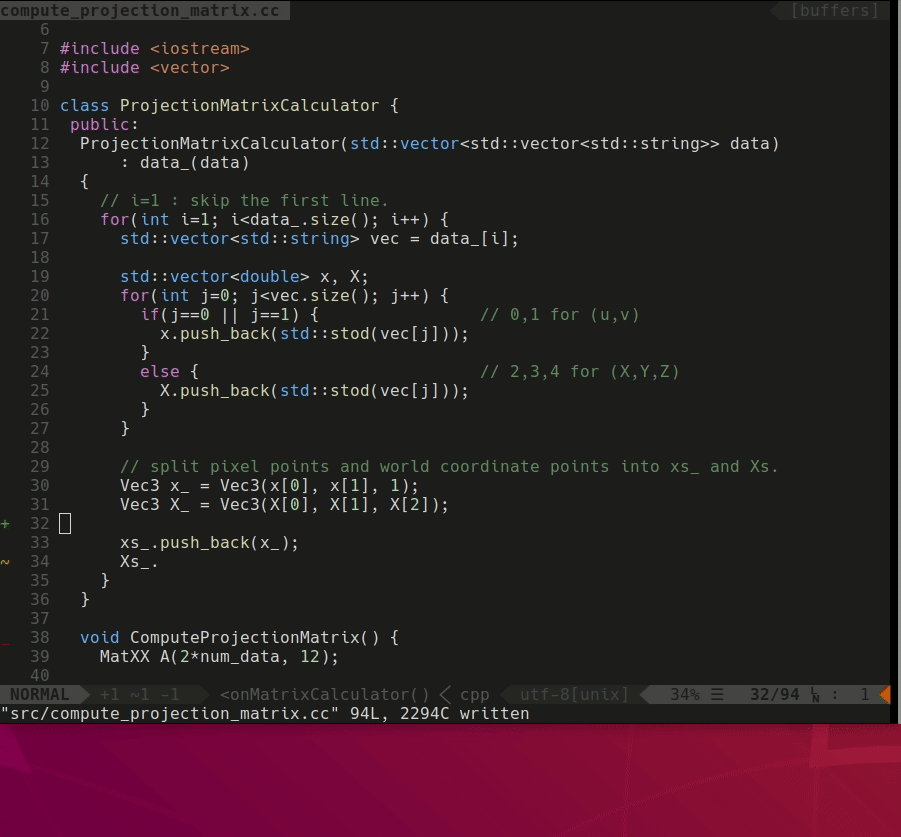 compute_projection_matrix.cc [buffers]
6
7 #include <iostream>
8 #include <vector>
9
10 class ProjectionMatrixCalculator {
11  public:
12   ProjectionMatrixCalculator(std::vector<std::vector<std::string>> data)
13       : data_(data)
14   {
15     // i=1 : skip the first line.
16     for(int i=1; i<data_.size(); i++) {
17       std::vector<std::string> vec = data_[i];
18
19       std::vector<double> x, X;
20       for(int j=0; j<vec.size(); j++) {
21         if(j==0 || j==1) {                // 0,1 for (u,v)
22           x.push_back(std::stod(vec[j]));
23         }
24         else {                            // 2,3,4 for (X,Y,Z)
25           X.push_back(std::stod(vec[j]));
26         }
27       }
28
29       // split pixel points and world coordinate points into xs_ and Xs.
30       Vec3 x_ = Vec3(x[0], x[1], 1);
31       Vec3 X_ = Vec3(X[0], X[1], X[2]);
+ 32
33       xs_.push_back(x_);
~ 34       Xs_.
35     }
36   }
37
_ 38   void ComputeProjectionMatrix() {
39     MatXX A(2*num_data, 12);
40
NORMAL +1 ~1 -1 <onMatrixCalculator() < cpp utf-8[unix] 34% ☰ 32/94 ㏑ : 1
"src/compute_projection_matrix.cc" 94L, 2294C written